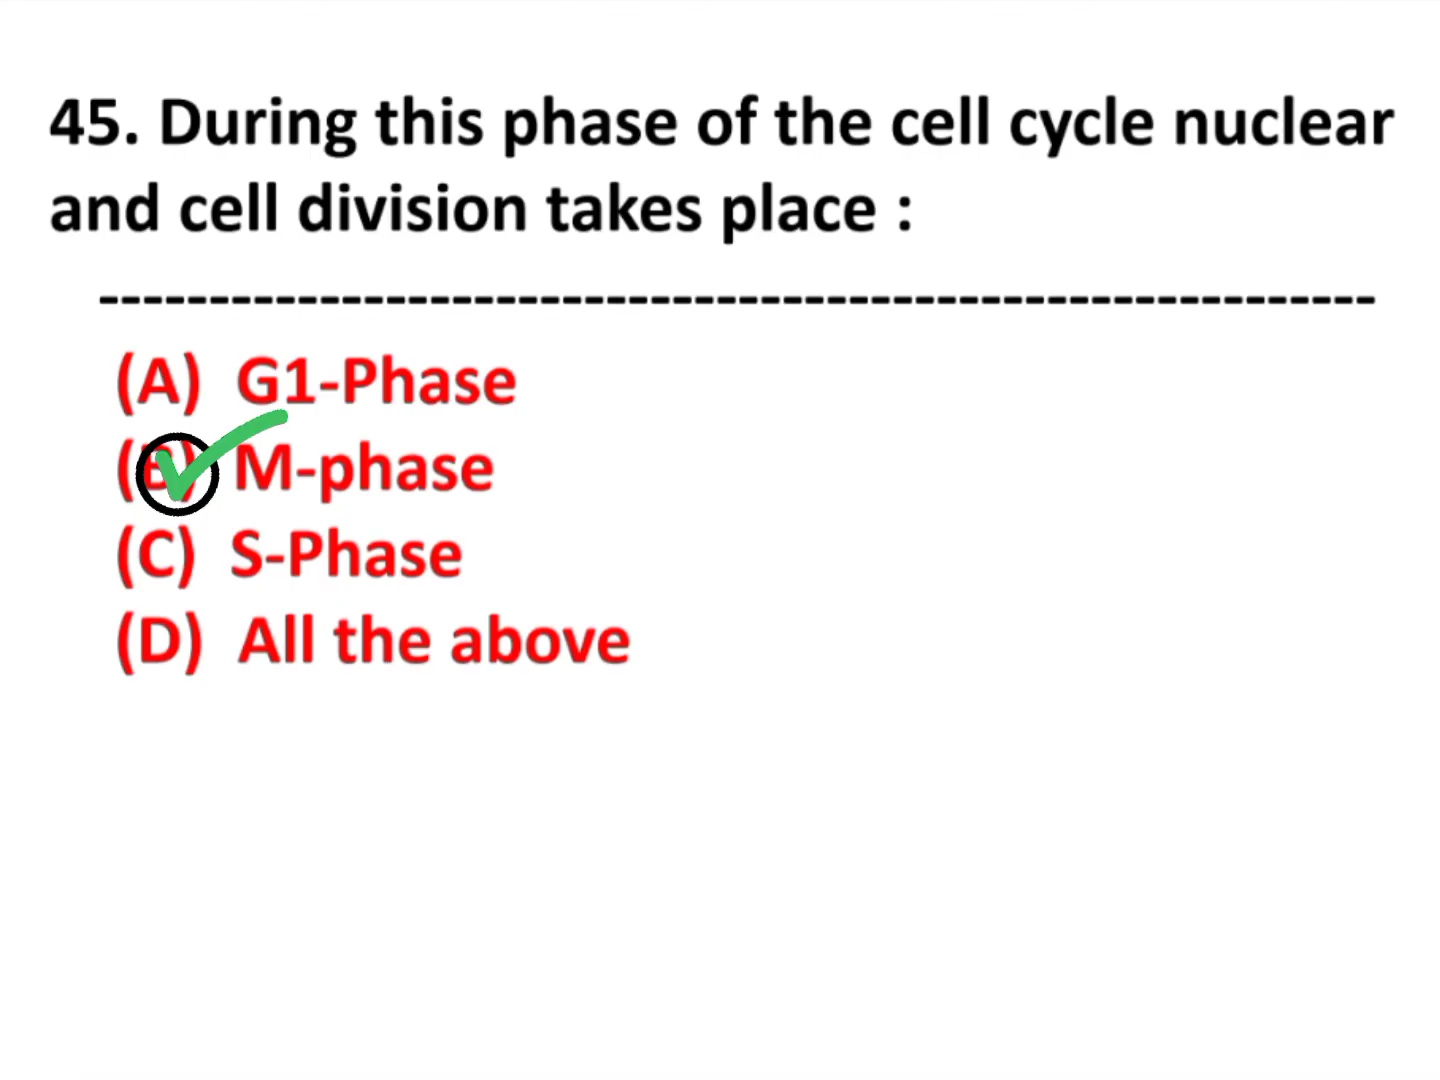 45. During this phase of the cell cycle nuclear
and cell division takes place :
----------------------------------------------------------
(A) G1-Phase
(B) M-phase
(C) S-Phase
(D) All the above